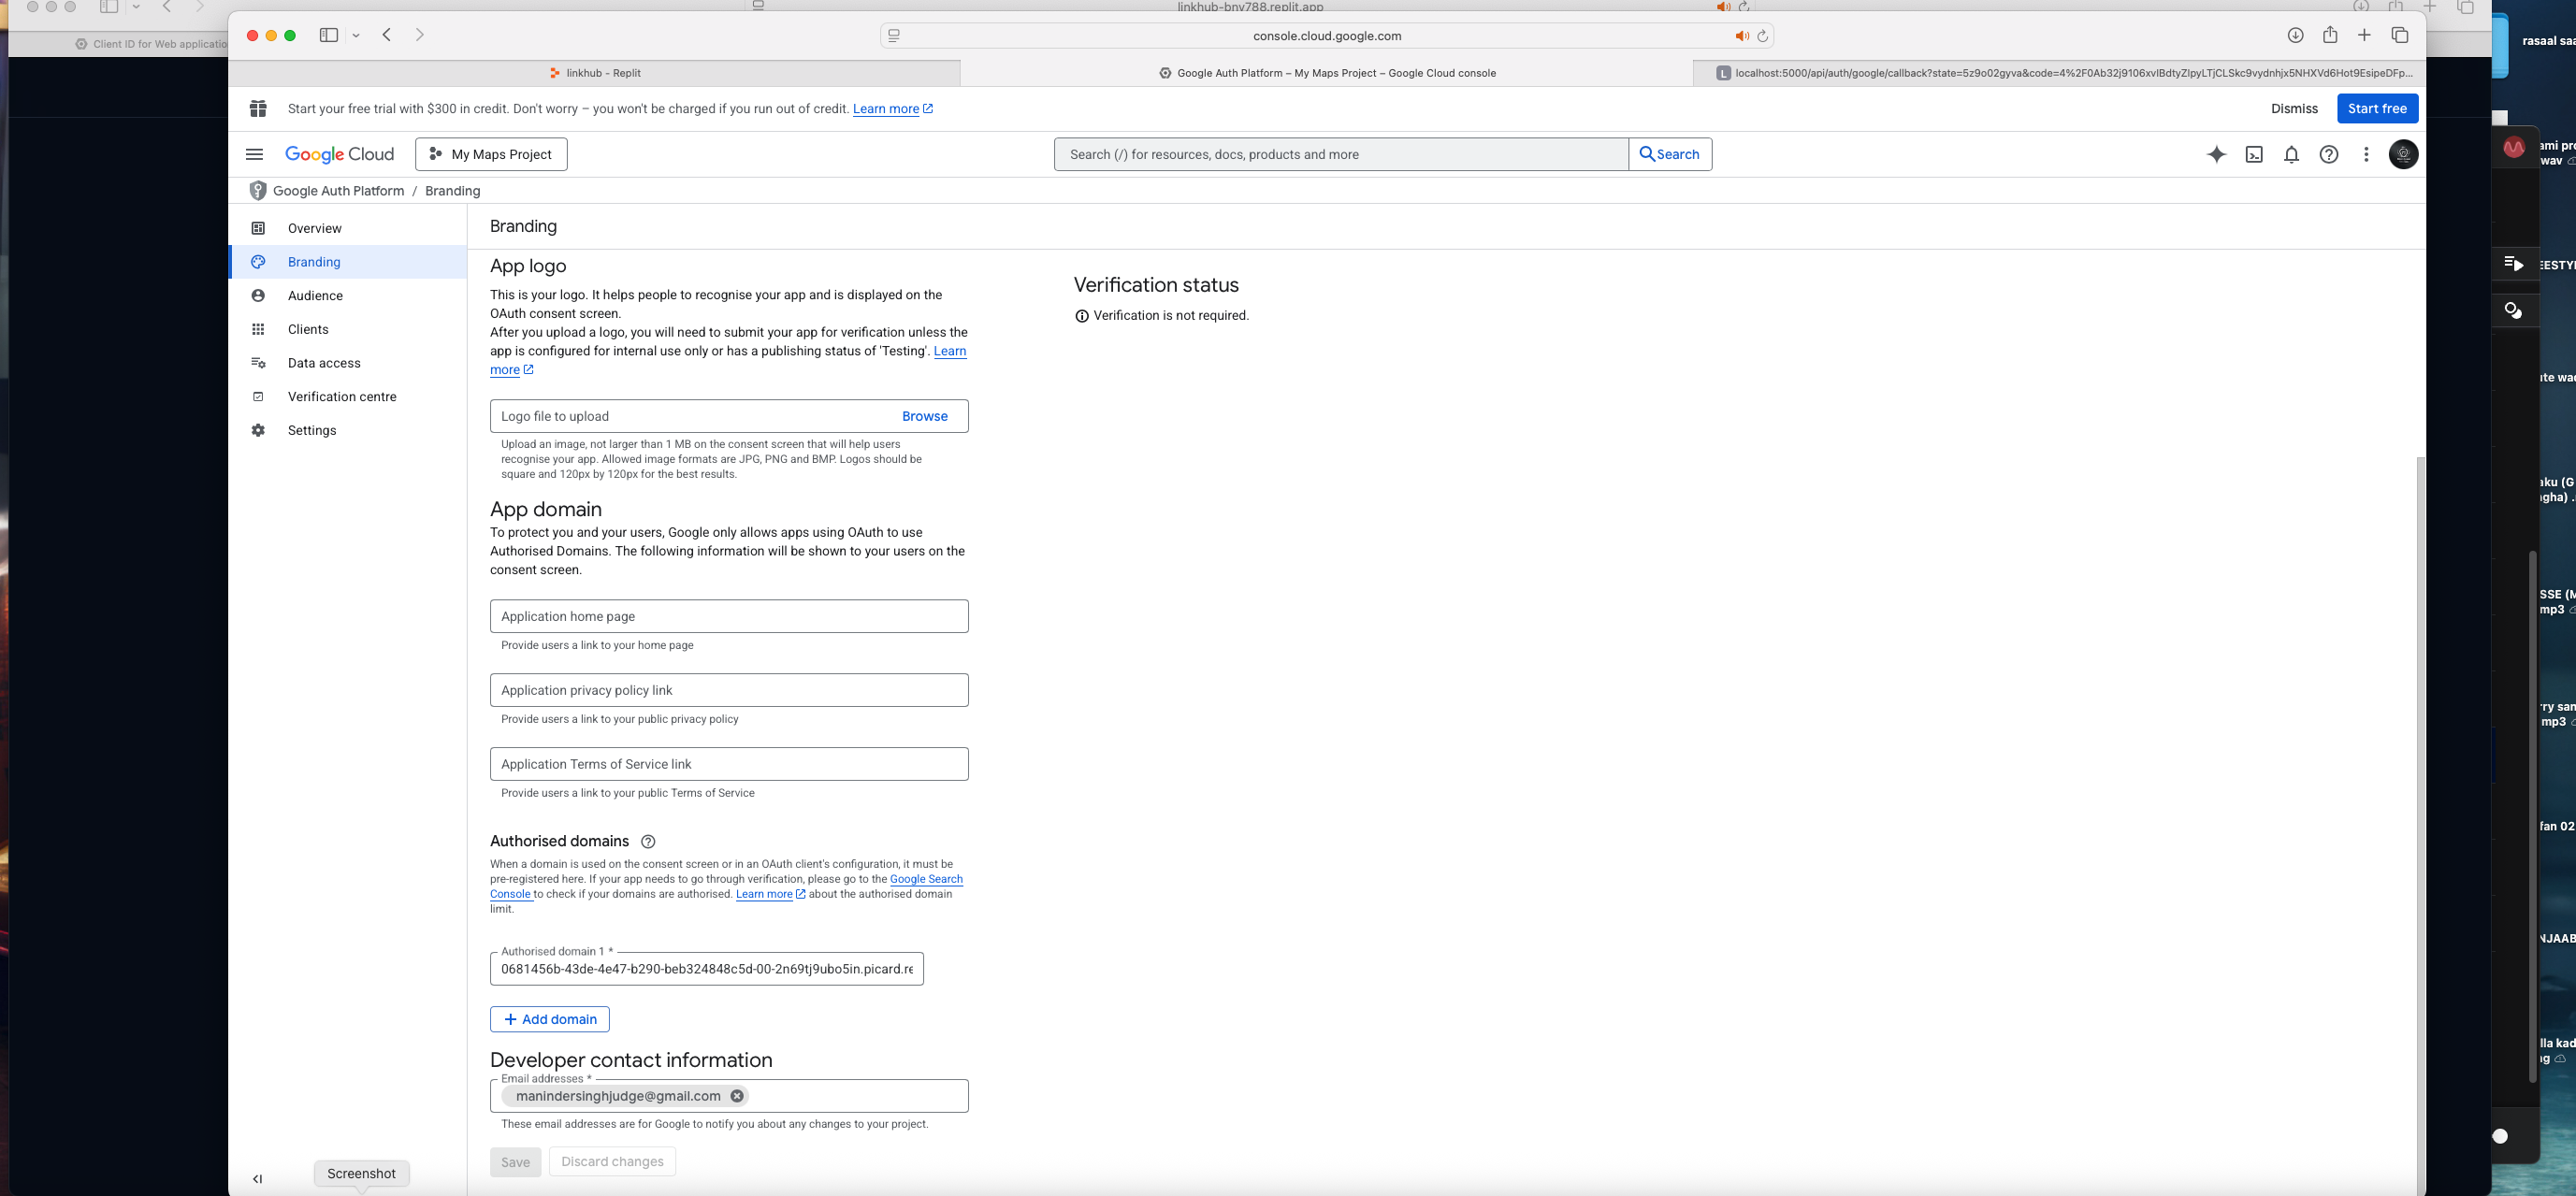 linkhub-bny788.replit.app
Client ID for Web applicatio
console.cloud.google.com
linkhub - Replit
Google Auth Platform – My Maps Project – Google Cloud console
L
localhost:5000/api/auth/google/callback?state=5z9o02gyva&code=4%2F0Ab32j9106xvIBdtyZlpyLTjCLSkc9vydnhjx5NHXVd6Hot9EsipeDFp...
Start your free trial with $300 in credit. Don't worry – you won't be charged if you run out of credit. Learn more
Dismiss
Start free
Google Cloud
My Maps Project
Search (/) for resources, docs, products and more
Search
Google Auth Platform / Branding
Overview
Branding
Audience
Clients
Data access
Verification centre
Settings
Branding
App logo
This is your logo. It helps people to recognise your app and is displayed on the
OAuth consent screen.
After you upload a logo, you will need to submit your app for verification unless the
app is configured for internal use only or has a publishing status of 'Testing'. Learn
more
Logo file to upload
Browse
Upload an image, not larger than 1 MB on the consent screen that will help users
recognise your app. Allowed image formats are JPG, PNG and BMP. Logos should be
square and 120px by 120px for the best results.
App domain
To protect you and your users, Google only allows apps using OAuth to use
Authorised Domains. The following information will be shown to your users on the
consent screen.
Application home page
Provide users a link to your home page
Application privacy policy link
Provide users a link to your public privacy policy
Application Terms of Service link
Provide users a link to your public Terms of Service
Authorised domains
When a domain is used on the consent screen or in an OAuth client's configuration, it must be
pre-registered here. If your app needs to go through verification, please go to the Google Search
Console to check if your domains are authorised. Learn more about the authorised domain
limit.
Authorised domain 1 *
0681456b-43de-4e47-b290-beb324848c5d-00-2n69tj9ubo5in.picard.re
Add domain
Developer contact information
Email addresses *
manindersinghjudge@gmail.com
These email addresses are for Google to notify you about any changes to your project.
Save
Discard changes
Screenshot
Verification status
Verification is not required.
rasaal saa
ami pro
wav
EESTYL
ute wad
aku (G
gha) .
SSE (M
mp3
rry san
mp3
fan 02
NJAAB
lla kad